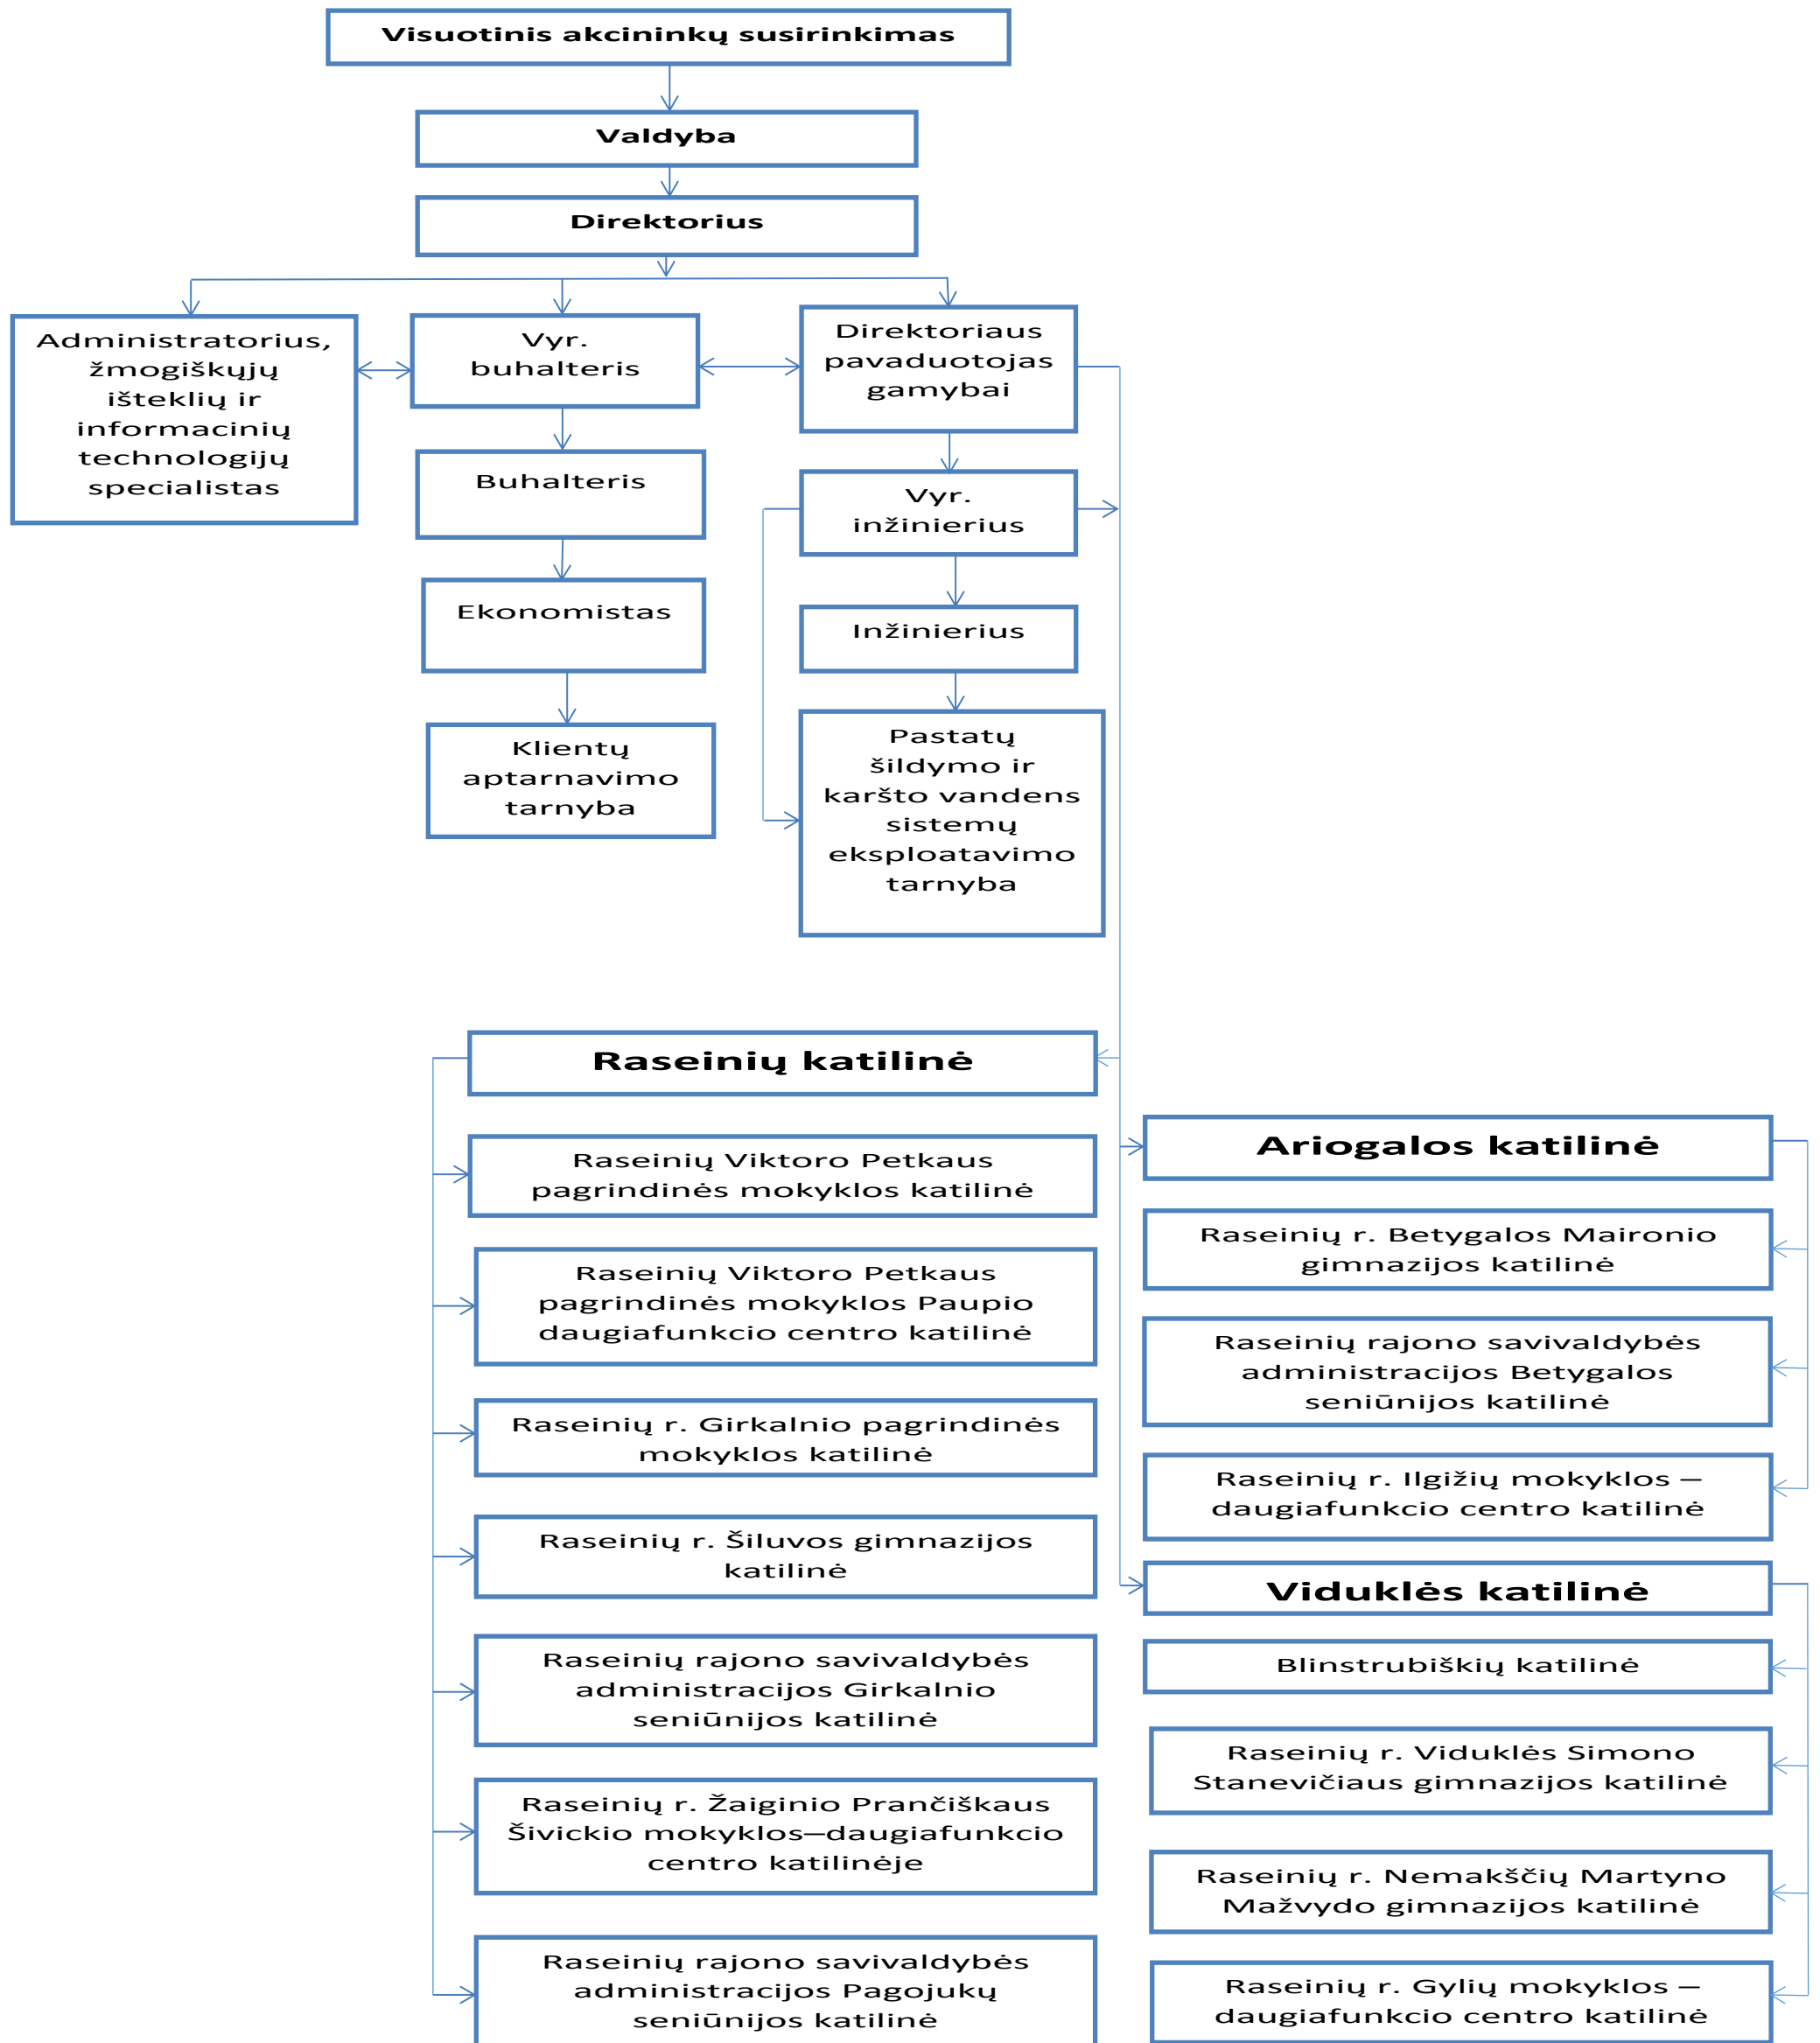 Visuotinis akcininkų susirinkimas
Valdyba
Direktorius
Administratorius,
žmogiškųjų
išteklių ir
informacinių
technologijų
specialistas
Vyr.
buhalteris
Direktoriaus
pavaduotojas
gamybai
Buhalteris
Vyr.
inžinierius
Ekonomistas
Inžinierius
Klientų
aptarnavimo
tarnyba
Pastatų
šildymo ir
karšto vandens
sistemų
eksploatavimo
tarnyba
Raseinių katilinė
Raseinių Viktoro Petkaus
pagrindinės mokyklos katilinė
Raseinių Viktoro Petkaus
pagrindinės mokyklos Paupio
daugiafunkcio centro katilinė
Raseinių r. Girkalnio pagrindinės
mokyklos katilinė
Raseinių r. Šiluvos gimnazijos
katilinė
Raseinių rajono savivaldybės
administracijos Girkalnio
seniūnijos katilinė
Raseinių r. Žaiginio Prančiškaus
Šivickio mokyklos–daugiafunkcio
centro katilinėje
Raseinių rajono savivaldybės
administracijos Pagojukų
seniūnijos katilinė
Ariogalos katilinė
Raseinių r. Betygalos Maironio
gimnazijos katilinė
Raseinių rajono savivaldybės
administracijos Betygalos
seniūnijos katilinė
Raseinių r. Ilgižių mokyklos –
daugiafunkcio centro katilinė
Viduklės katilinė
Blinstrubiškių katilinė
Raseinių r. Viduklės Simono
Stanevičiaus gimnazijos katilinė
Raseinių r. Nemakščių Martyno
Mažvydo gimnazijos katilinė
Raseinių r. Gylių mokyklos –
daugiafunkcio centro katilinė